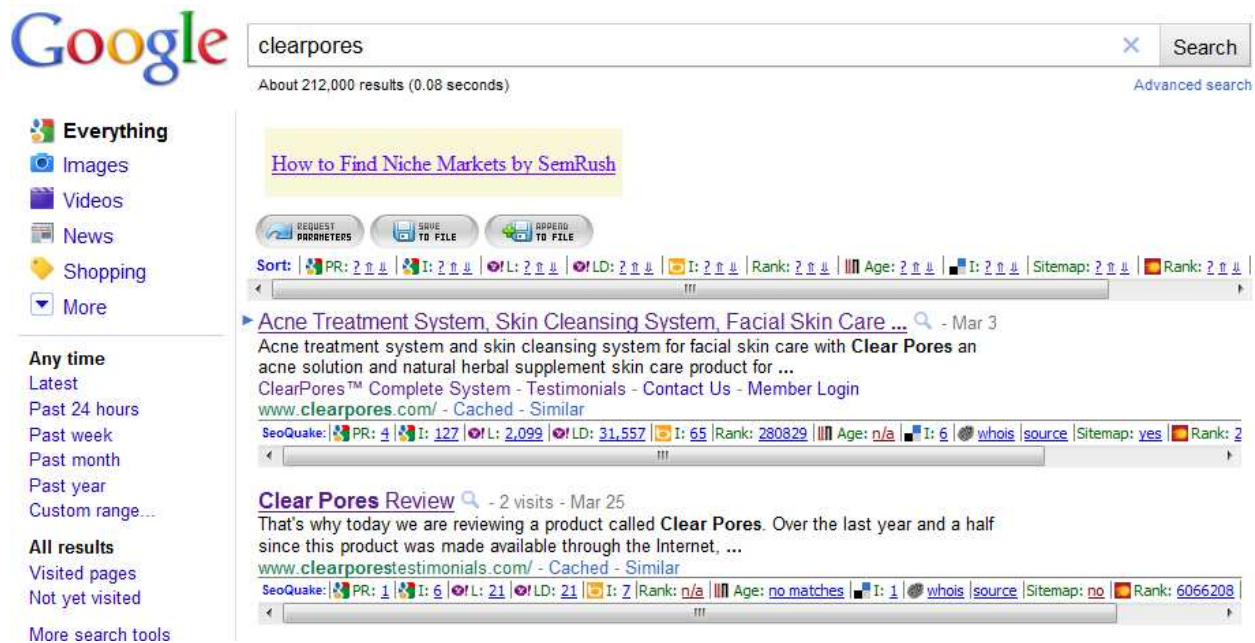 Google
clearpores
Search
About 212,000 results (0.08 seconds)
Advanced search
Everything
Images
Videos
News
Shopping
More
Any time
Latest
Past 24 hours
Past week
Past month
Past year
Custom range...
All results
Visited pages
Not yet visited
More search tools
How to Find Niche Markets by SemRush
REQUEST PARAMETERS
SAVE TO FILE
APPEND TO FILE
Sort: | PR: ? ⇑ ⇓ | I: ? ⇑ ⇓ | Y! L: ? ⇑ ⇓ | Y! LD: ? ⇑ ⇓ | I: ? ⇑ ⇓ | Rank: ? ⇑ ⇓ | Age: ? ⇑ ⇓ | I: ? ⇑ ⇓ | Sitemap: ? ⇑ ⇓ | Rank: ? ⇑ ⇓ |
Acne Treatment System, Skin Cleansing System, Facial Skin Care ... - Mar 3
Acne treatment system and skin cleansing system for facial skin care with Clear Pores an
acne solution and natural herbal supplement skin care product for ...
ClearPores™ Complete System - Testimonials - Contact Us - Member Login
www.clearpores.com/ - Cached - Similar
SeoQuake: | PR: 4 | I: 127 | Y! L: 2,099 | Y! LD: 31,557 | I: 65 | Rank: 280829 | Age: n/a | I: 6 | whois | source | Sitemap: yes | Rank: 2
Clear Pores Review - 2 visits - Mar 25
That's why today we are reviewing a product called Clear Pores. Over the last year and a half
since this product was made available through the Internet, ...
www.clearporestestimonials.com/ - Cached - Similar
SeoQuake: | PR: 1 | I: 6 | Y! L: 21 | Y! LD: 21 | I: 7 | Rank: n/a | Age: no matches | I: 1 | whois | source | Sitemap: no | Rank: 6066208 |